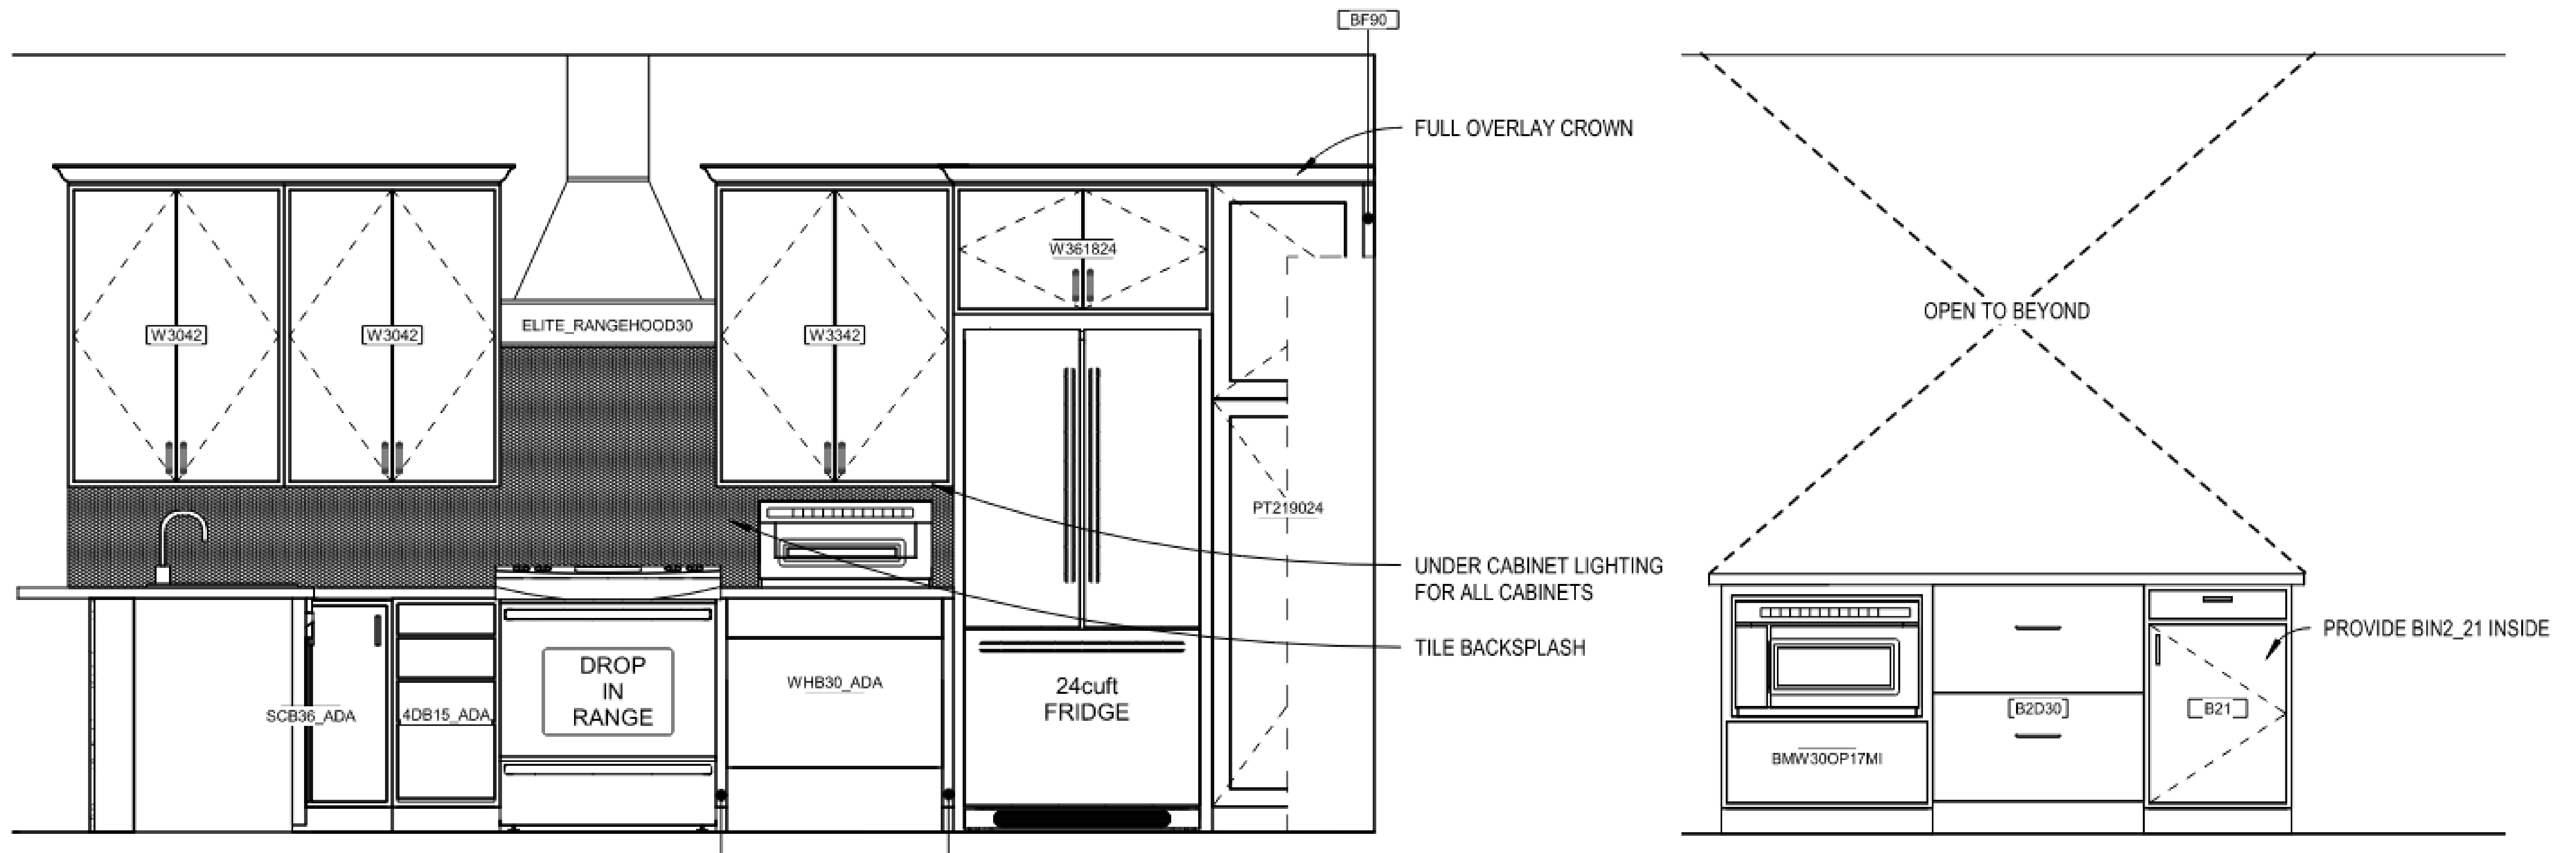 BF90
FULL OVERLAY CROWN
W361824
W3042
W3042
ELITE_RANGEHOOD30
W3342
OPEN TO BEYOND
PT219024
UNDER CABINET LIGHTING
FOR ALL CABINETS
TILE BACKSPLASH
PROVIDE BIN2_21 INSIDE
SCB36_ADA
4DB15_ADA
DROP
IN
RANGE
WHB30_ADA
24cuft
FRIDGE
BMW30OP17MI
B2D30
B21